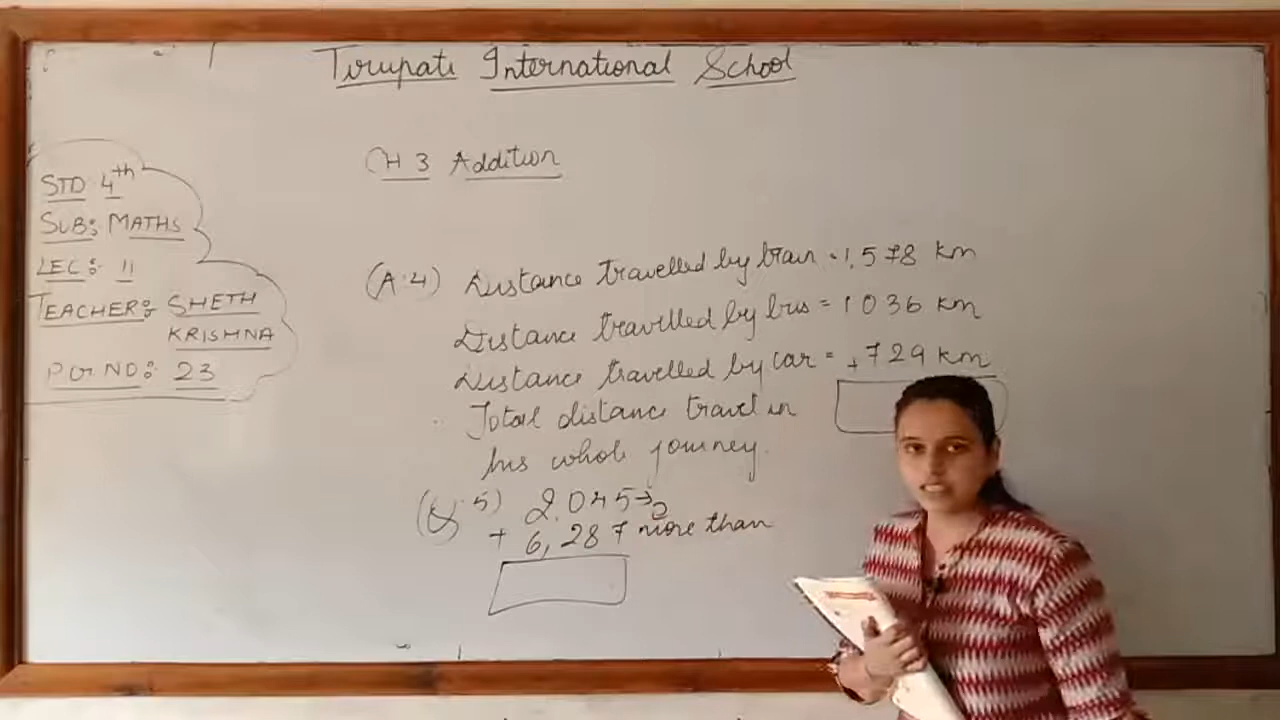 Tirupati International School
CH 3 Addition
STD 4th
SUB: MATHS
LEC: 11
TEACHER: SHETH
KRISHNA
P.G NO: 23
(A.4) Distance travelled by train = 1,578 km
Distance travelled by bus = 1036 km
Distance travelled by car = +729 km
Total distance travel in
his whole journey.
(Q.5) 2,045→
+ 6,287 more than